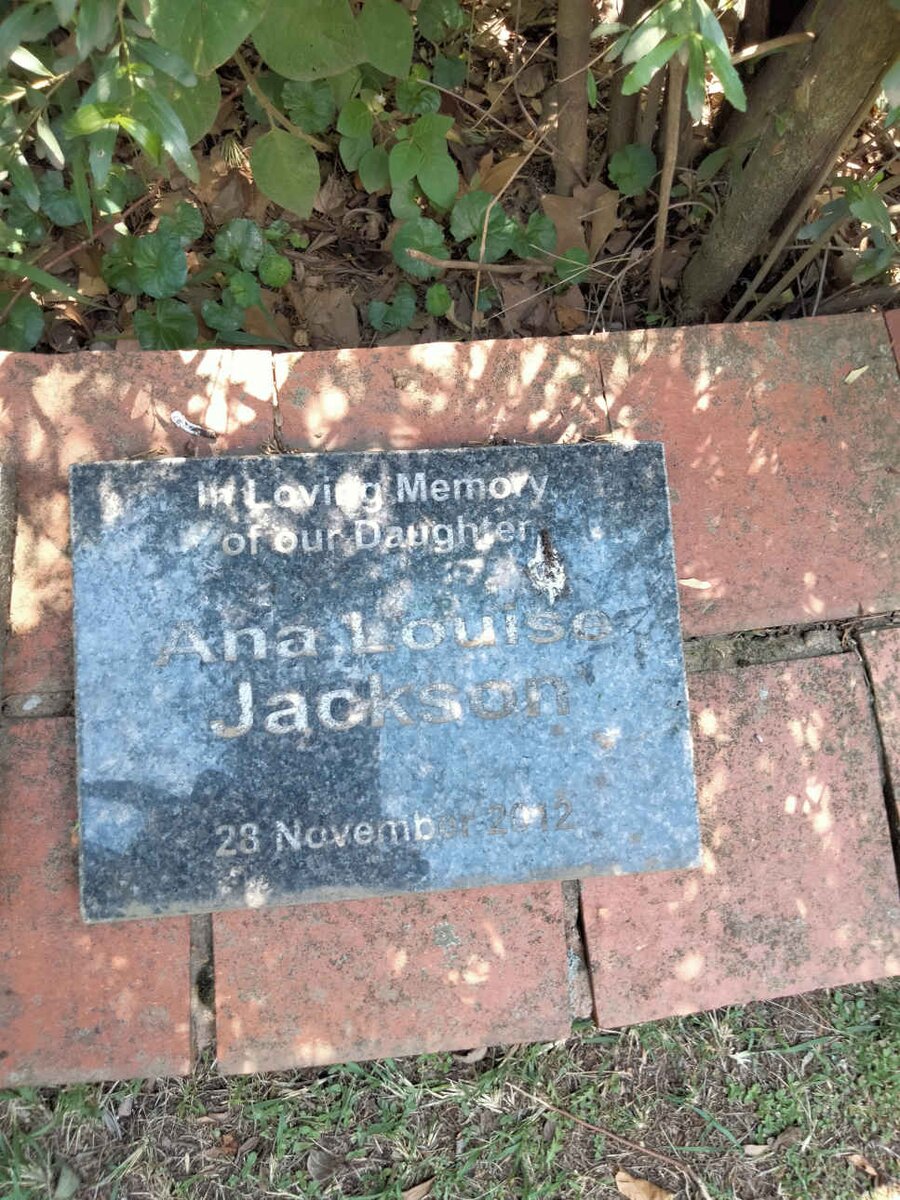 In Loving Memory
of our Daughter
Ana Louise
Jackson
28 November 2012